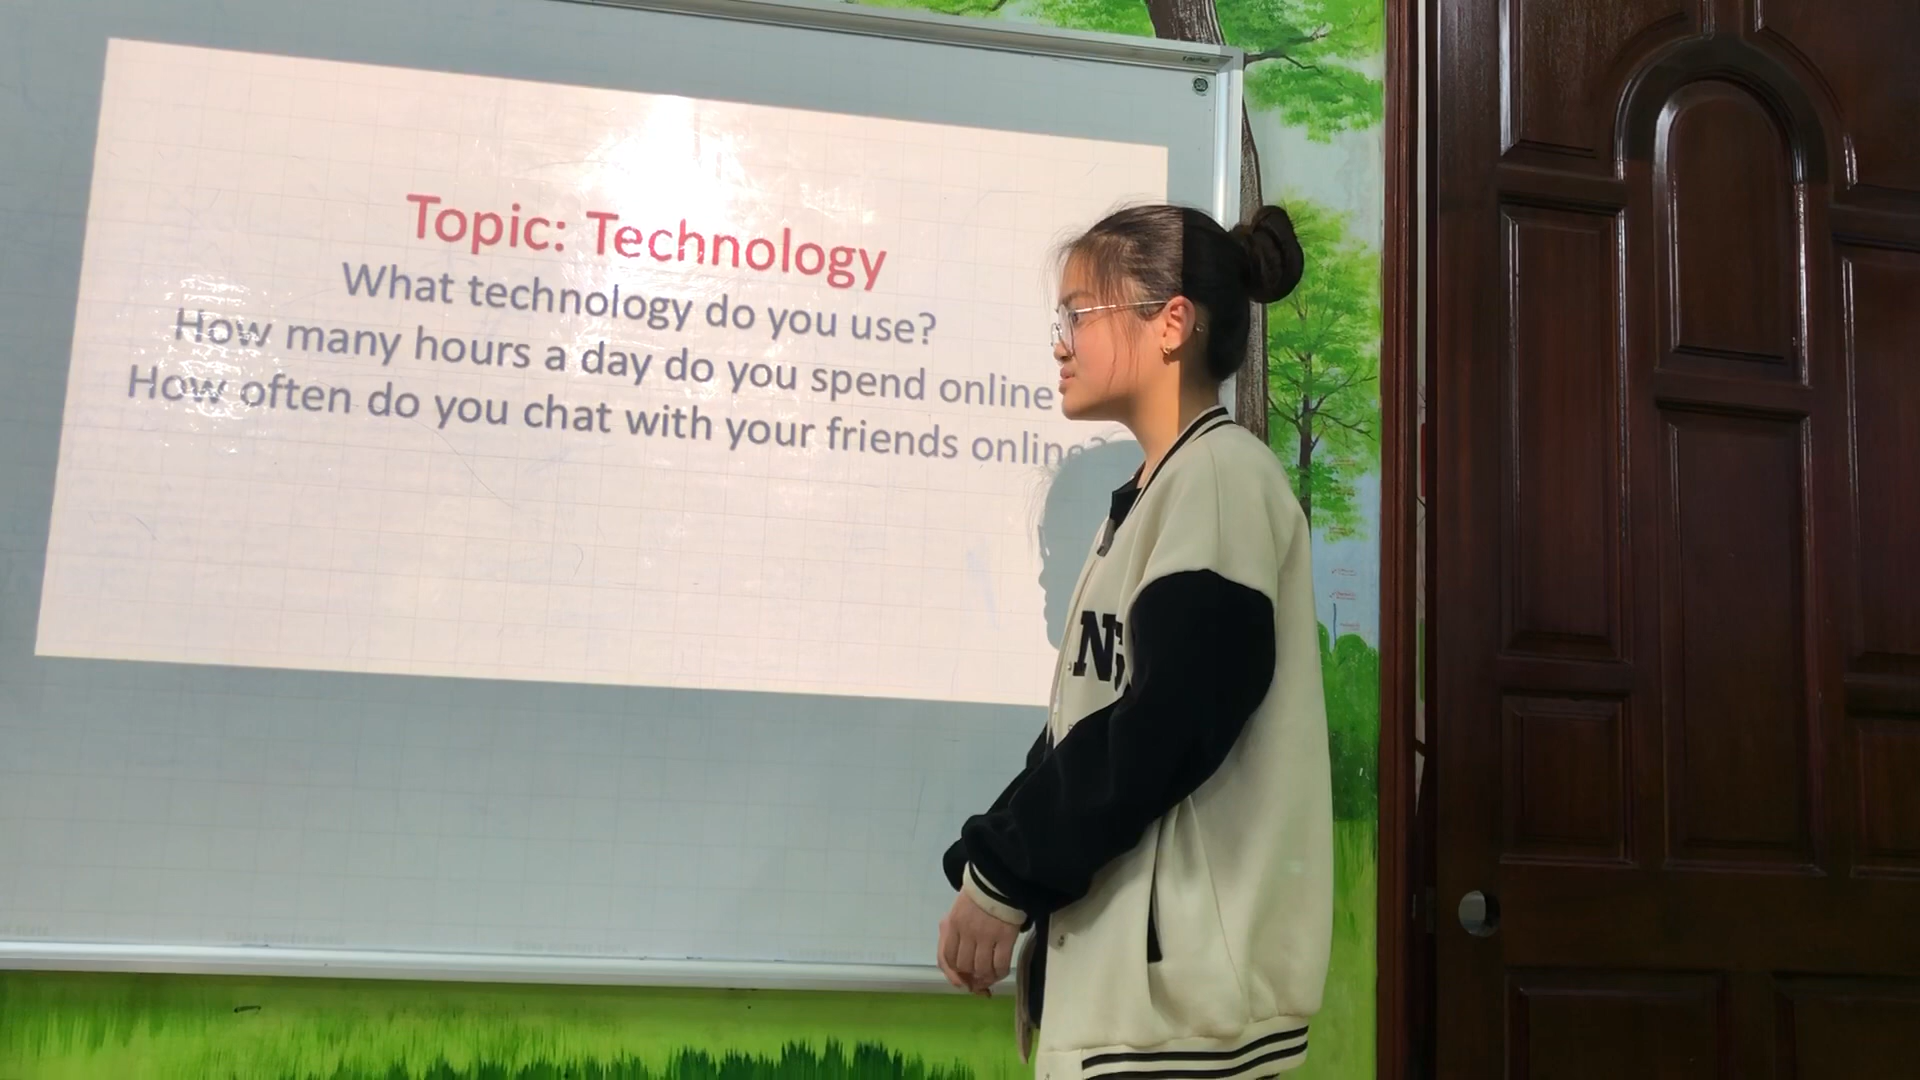 Topic: Technology
What technology do you use?
How many hours a day do you spend online
How often do you chat with your friends online?